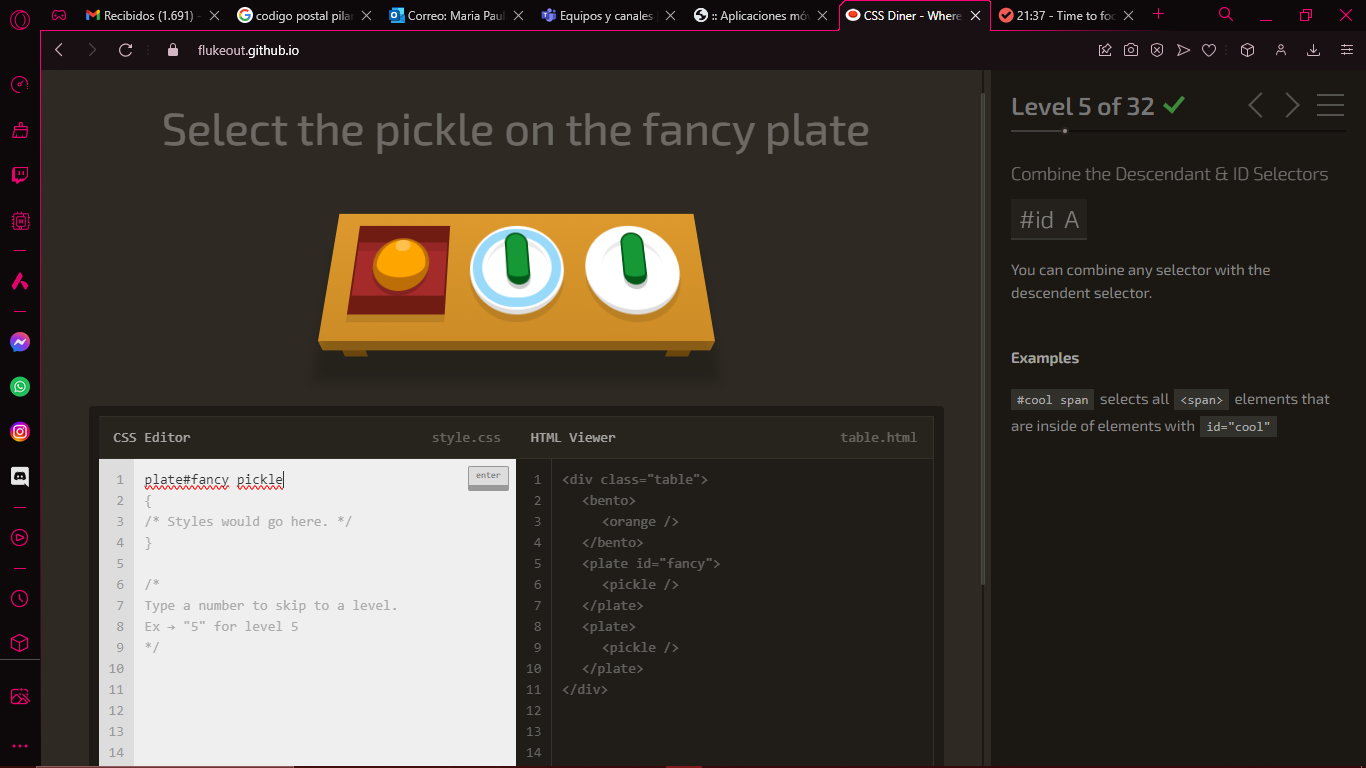 Recibidos (1.691) -
codigo postal pilar
Correo: Maria Paul
Equipos y canales
:: Aplicaciones móv
CSS Diner - Where
21:37 - Time to foc
flukeout.github.io
Select the pickle on the fancy plate
CSS Editor
style.css
HTML Viewer
table.html
enter
1 plate#fancy pickle
2 {
3 /* Styles would go here. */
4 }
5
6 /*
7 Type a number to skip to a level.
8 Ex → "5" for level 5
9 */
10
11
12
13
14
1 <div class="table">
2 <bento>
3 <orange />
4 </bento>
5 <plate id="fancy">
6 <pickle />
7 </plate>
8 <plate>
9 <pickle />
10 </plate>
11 </div>
12
13
14
Level 5 of 32
Combine the Descendant & ID Selectors
#id A
You can combine any selector with the
descendent selector.
Examples
#cool span selects all <span> elements that
are inside of elements with id="cool"